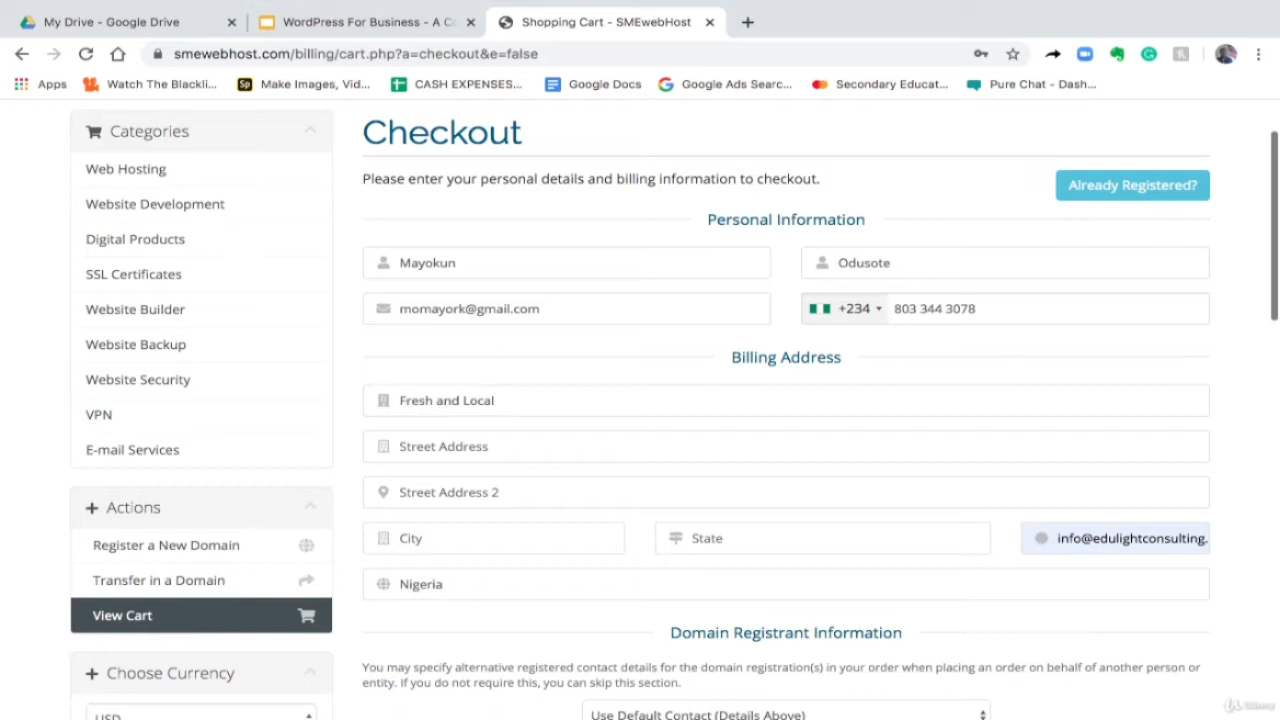 My Drive - Google Drive
WordPress For Business - A Co
Shopping Cart - SMEwebHost
smewebhost.com/billing/cart.php?a=checkout&e=false
Apps
Watch The Blackli...
Make Images, Vid...
CASH EXPENSES...
Google Docs
Google Ads Searc...
Secondary Educat...
Pure Chat - Dash...
Categories
Web Hosting
Website Development
Digital Products
SSL Certificates
Website Builder
Website Backup
Website Security
VPN
E-mail Services
Actions
Register a New Domain
Transfer in a Domain
View Cart
Choose Currency
USD
Checkout
Please enter your personal details and billing information to checkout.
Already Registered?
Personal Information
Mayokun
Odusote
momayork@gmail.com
+234 803 344 3078
Billing Address
Fresh and Local
Street Address
Street Address 2
City
State
info@edulightconsulting.
Nigeria
Domain Registrant Information
You may specify alternative registered contact details for the domain registration(s) in your order when placing an order on behalf of another person or
entity. If you do not require this, you can skip this section.
Use Default Contact (Details Above)
Udemy